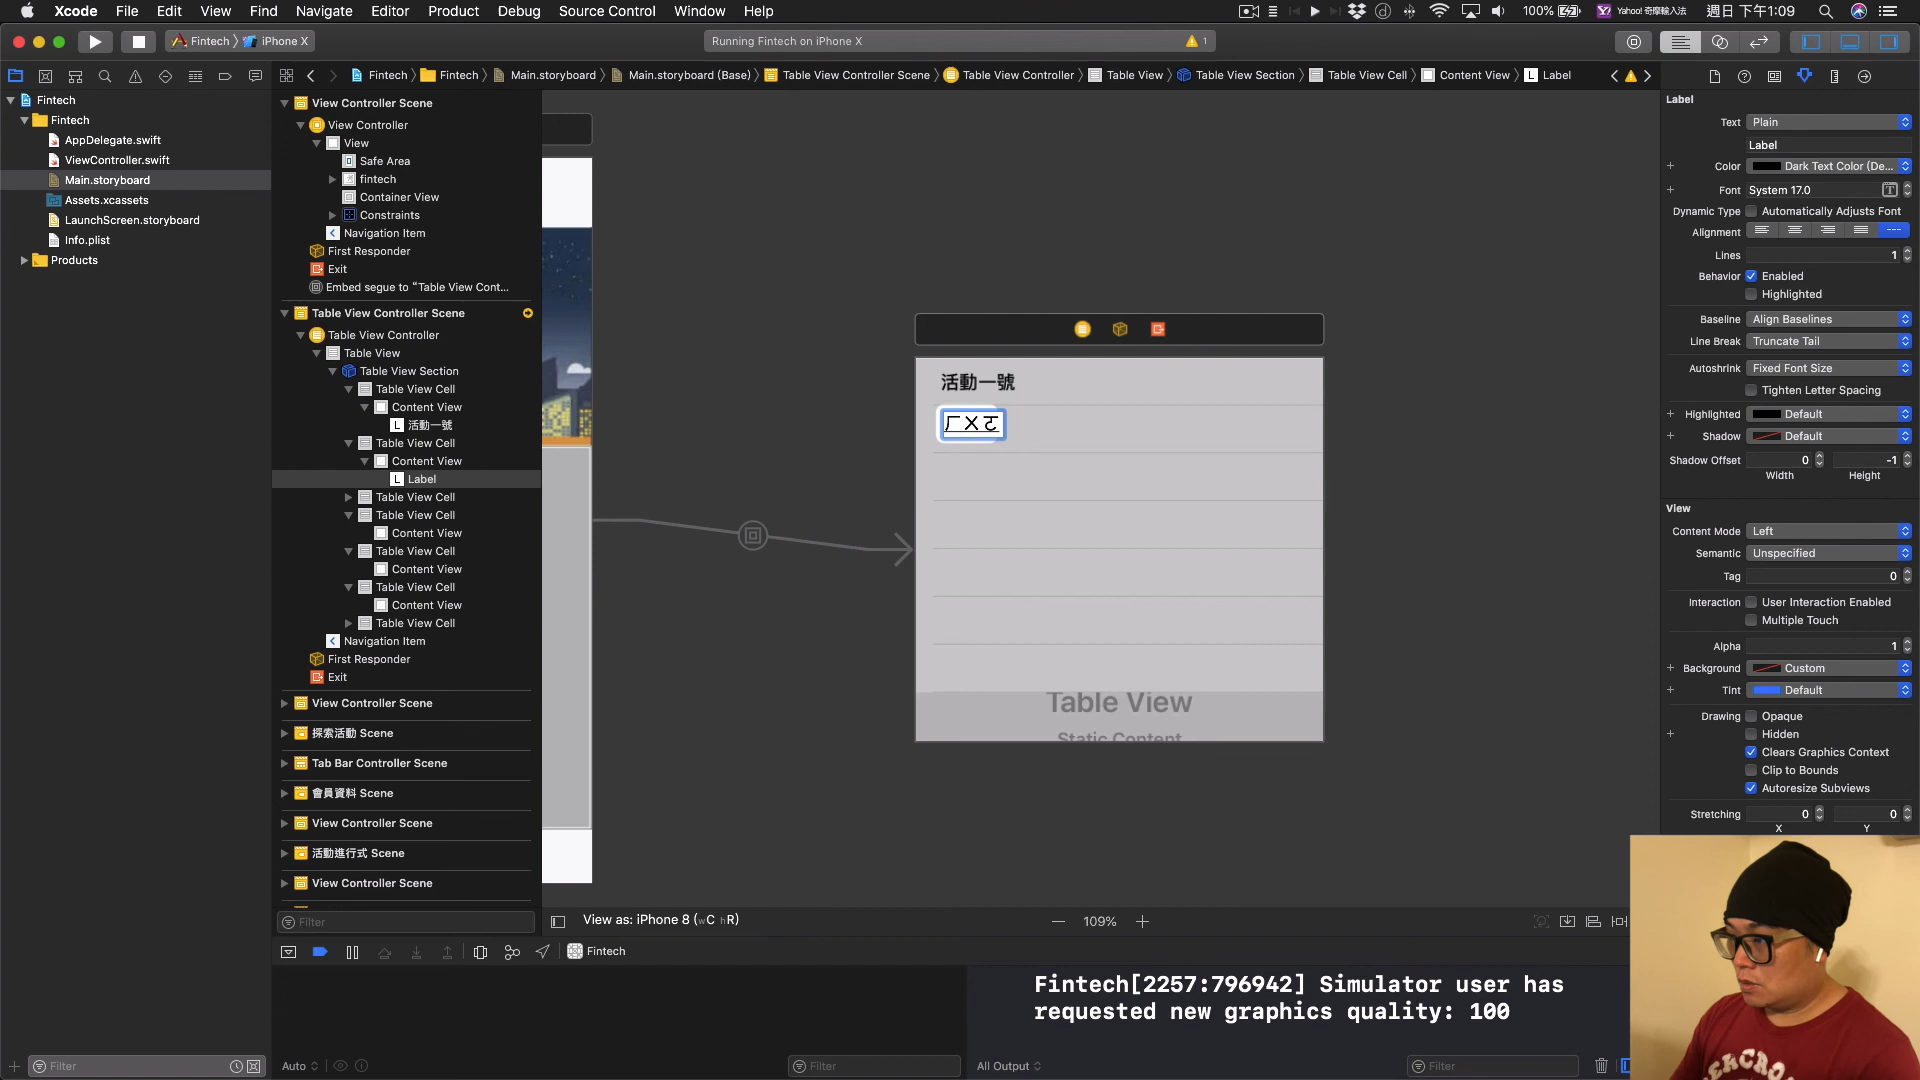 Xcode File Edit View Find Navigate Editor Product Debug Source Control Window Help
100% Yahoo! 奇摩輸入法 週日 下午1:09
Fintech iPhone X
Running Fintech on iPhone X
1
Fintech Fintech Main.storyboard Main.storyboard (Base) Table View Controller Scene Table View Controller Table View Table View Section Table View Cell Content View Label
Fintech
Fintech
AppDelegate.swift
ViewController.swift
Main.storyboard
Assets.xcassets
LaunchScreen.storyboard
Info.plist
Products
View Controller Scene
View Controller
View
Safe Area
fintech
Container View
Constraints
Navigation Item
First Responder
Exit
Embed segue to “Table View Cont...
Table View Controller Scene
Table View Controller
Table View
Table View Section
Table View Cell
Content View
活動一號
Table View Cell
Content View
Label
Table View Cell
Table View Cell
Content View
Table View Cell
Content View
Table View Cell
Content View
Table View Cell
Navigation Item
First Responder
Exit
View Controller Scene
探索活動 Scene
Tab Bar Controller Scene
會員資料 Scene
View Controller Scene
活動進行式 Scene
View Controller Scene
Filter
活動一號
ㄏㄨㄛ
Table View
Static Content
View as: iPhone 8 (wC hR)
109%
Fintech
Fintech[2257:796942] Simulator user has
requested new graphics quality: 100
Filter
Auto
Filter
All Output
Filter
Label
Text Plain
Label
Color Dark Text Color (De...
Font System 17.0
Dynamic Type Automatically Adjusts Font
Alignment
Lines 1
Behavior Enabled
Highlighted
Baseline Align Baselines
Line Break Truncate Tail
Autoshrink Fixed Font Size
Tighten Letter Spacing
Highlighted Default
Shadow Default
Shadow Offset 0 -1
Width Height
View
Content Mode Left
Semantic Unspecified
Tag 0
Interaction User Interaction Enabled
Multiple Touch
Alpha 1
Background Custom
Tint Default
Drawing Opaque
Hidden
Clears Graphics Context
Clip to Bounds
Autoresize Subviews
Stretching 0 0
X Y